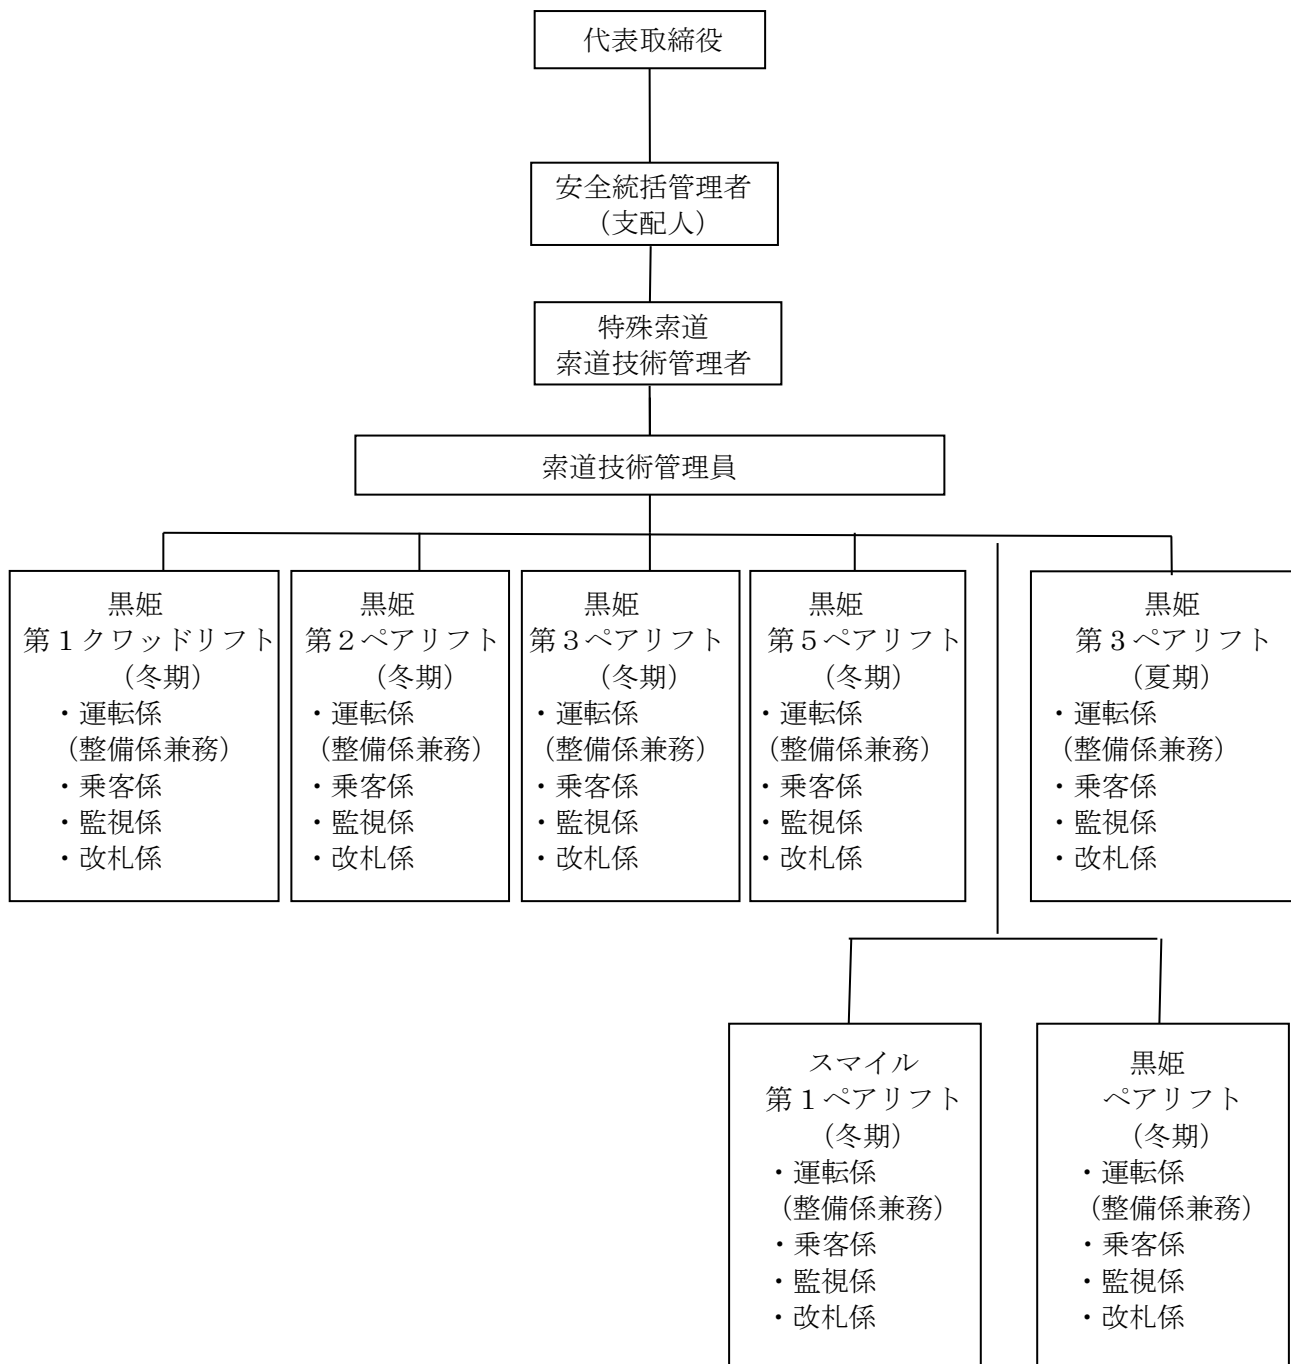 代表取締役
安全統括管理者
（支配人）
特殊索道
索道技術管理者
索道技術管理員
黒姫
第１クワッドリフト
（冬期）
・運転係
（整備係兼務）
・乗客係
・監視係
・改札係
黒姫
第２ペアリフト
（冬期）
・運転係
（整備係兼務）
・乗客係
・監視係
・改札係
黒姫
第３ペアリフト
（冬期）
・運転係
（整備係兼務）
・乗客係
・監視係
・改札係
黒姫
第５ペアリフト
（冬期）
・運転係
（整備係兼務）
・乗客係
・監視係
・改札係
黒姫
第３ペアリフト
（夏期）
・運転係
（整備係兼務）
・乗客係
・監視係
・改札係
スマイル
第１ペアリフト
（冬期）
・運転係
（整備係兼務）
・乗客係
・監視係
・改札係
黒姫
ペアリフト
（冬期）
・運転係
（整備係兼務）
・乗客係
・監視係
・改札係